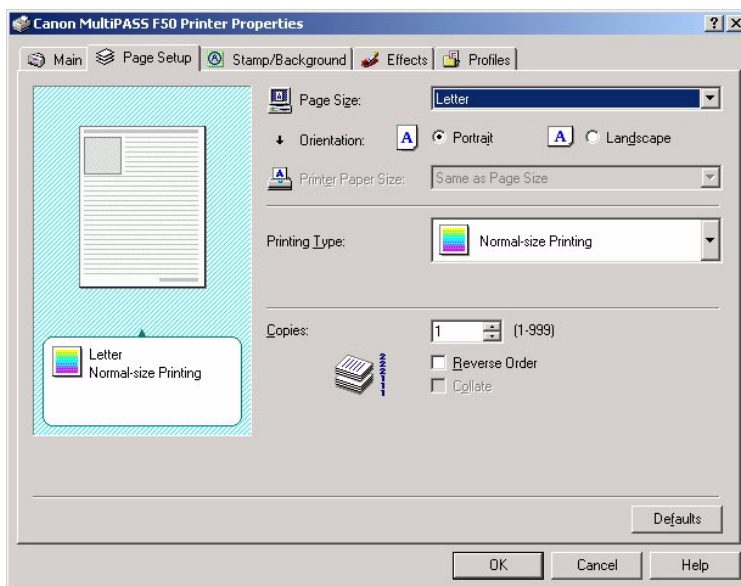 Canon MultiPASS F50 Printer Properties
Main Page Setup Stamp/Background Effects Profiles
Page Size: Letter
Orientation: A Portrait A Landscape
Printer Paper Size: Same as Page Size
Printing Type: Normal-size Printing
Copies: 1 (1-999)
Reverse Order
Collate
222111
Letter
Normal-size Printing
Defaults
OK Cancel Help